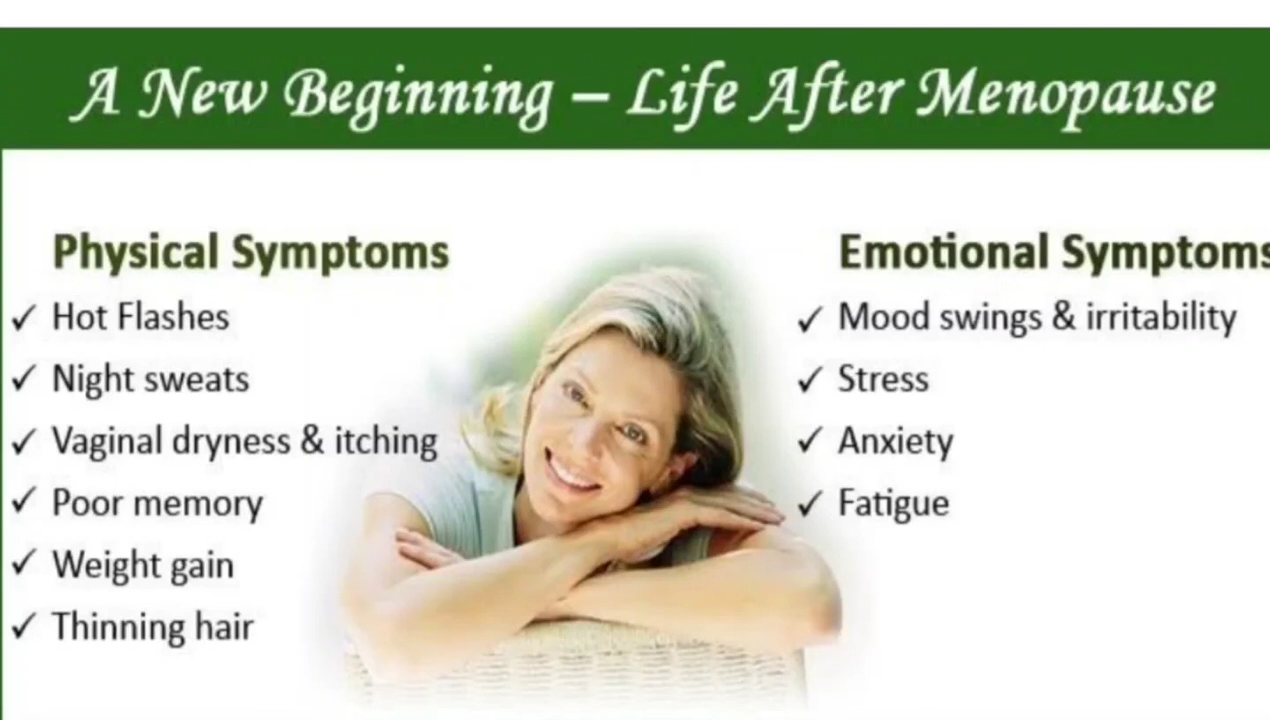 A New Beginning – Life After Menopause
Physical Symptoms
✓ Hot Flashes
✓ Night sweats
✓ Vaginal dryness & itching
✓ Poor memory
✓ Weight gain
✓ Thinning hair
Emotional Symptoms
✓ Mood swings & irritability
✓ Stress
✓ Anxiety
✓ Fatigue